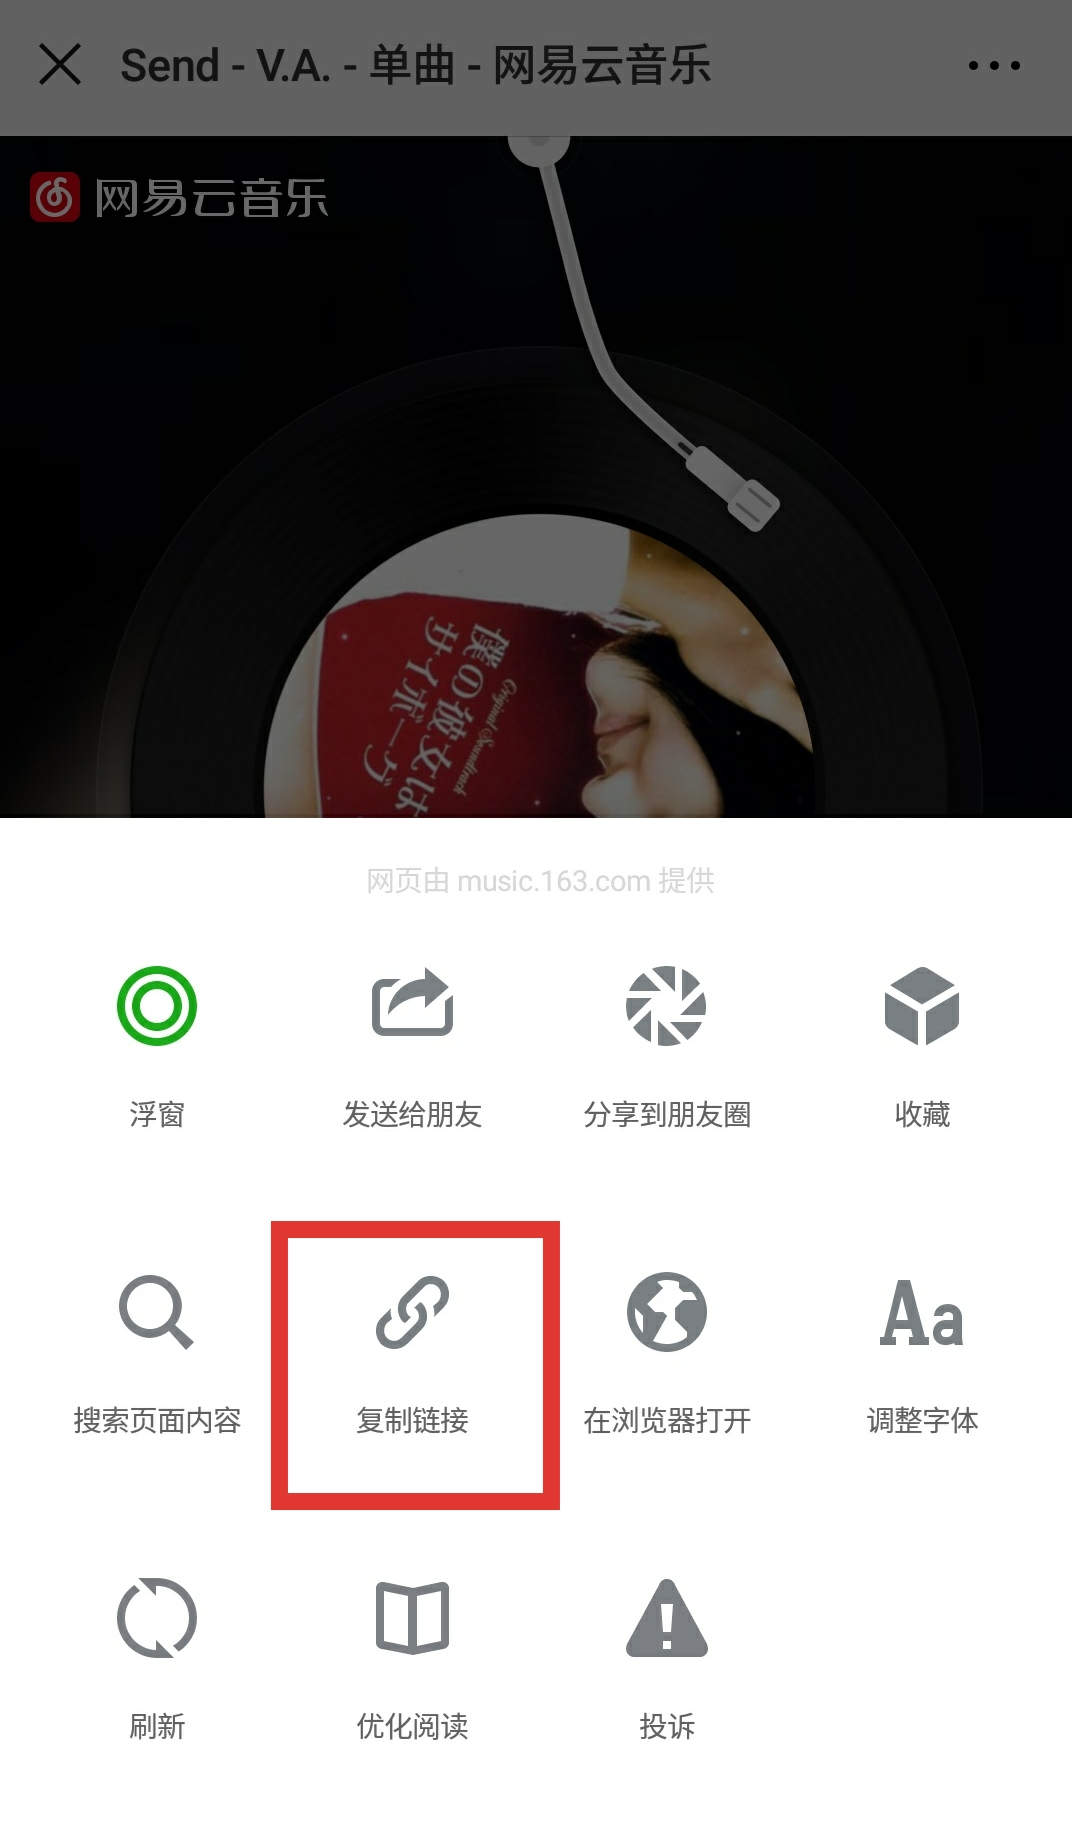 Send - V.A. - 单曲 - 网易云音乐
网易云音乐
僕の彼女は
サイボーグ
Original Soundtrack
网页由 music.163.com 提供
浮窗
发送给朋友
分享到朋友圈
收藏
搜索页面内容
复制链接
在浏览器打开
Aa
调整字体
刷新
优化阅读
投诉